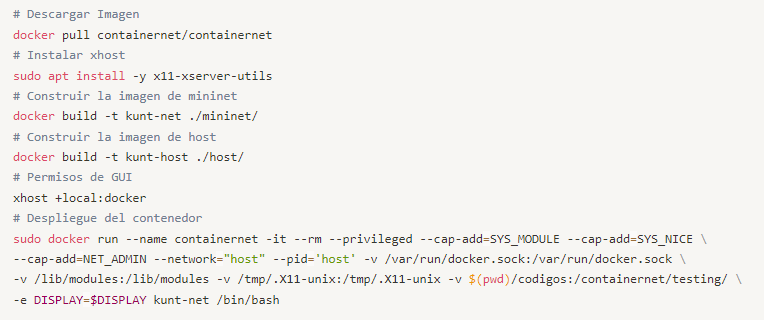 # Descargar Imagen
docker pull containernet/containernet
# Instalar xhost
sudo apt install -y x11-xserver-utils
# Construir la imagen de mininet
docker build -t kunt-net ./mininet/
# Construir la imagen de host
docker build -t kunt-host ./host/
# Permisos de GUI
xhost +local:docker
# Despliegue del contenedor
sudo docker run --name containernet -it --rm --privileged --cap-add=SYS_MODULE --cap-add=SYS_NICE \
--cap-add=NET_ADMIN --network="host" --pid='host' -v /var/run/docker.sock:/var/run/docker.sock \
-v /lib/modules:/lib/modules -v /tmp/.X11-unix:/tmp/.X11-unix -v $(pwd)/codigos:/containernet/testing/ \
-e DISPLAY=$DISPLAY kunt-net /bin/bash